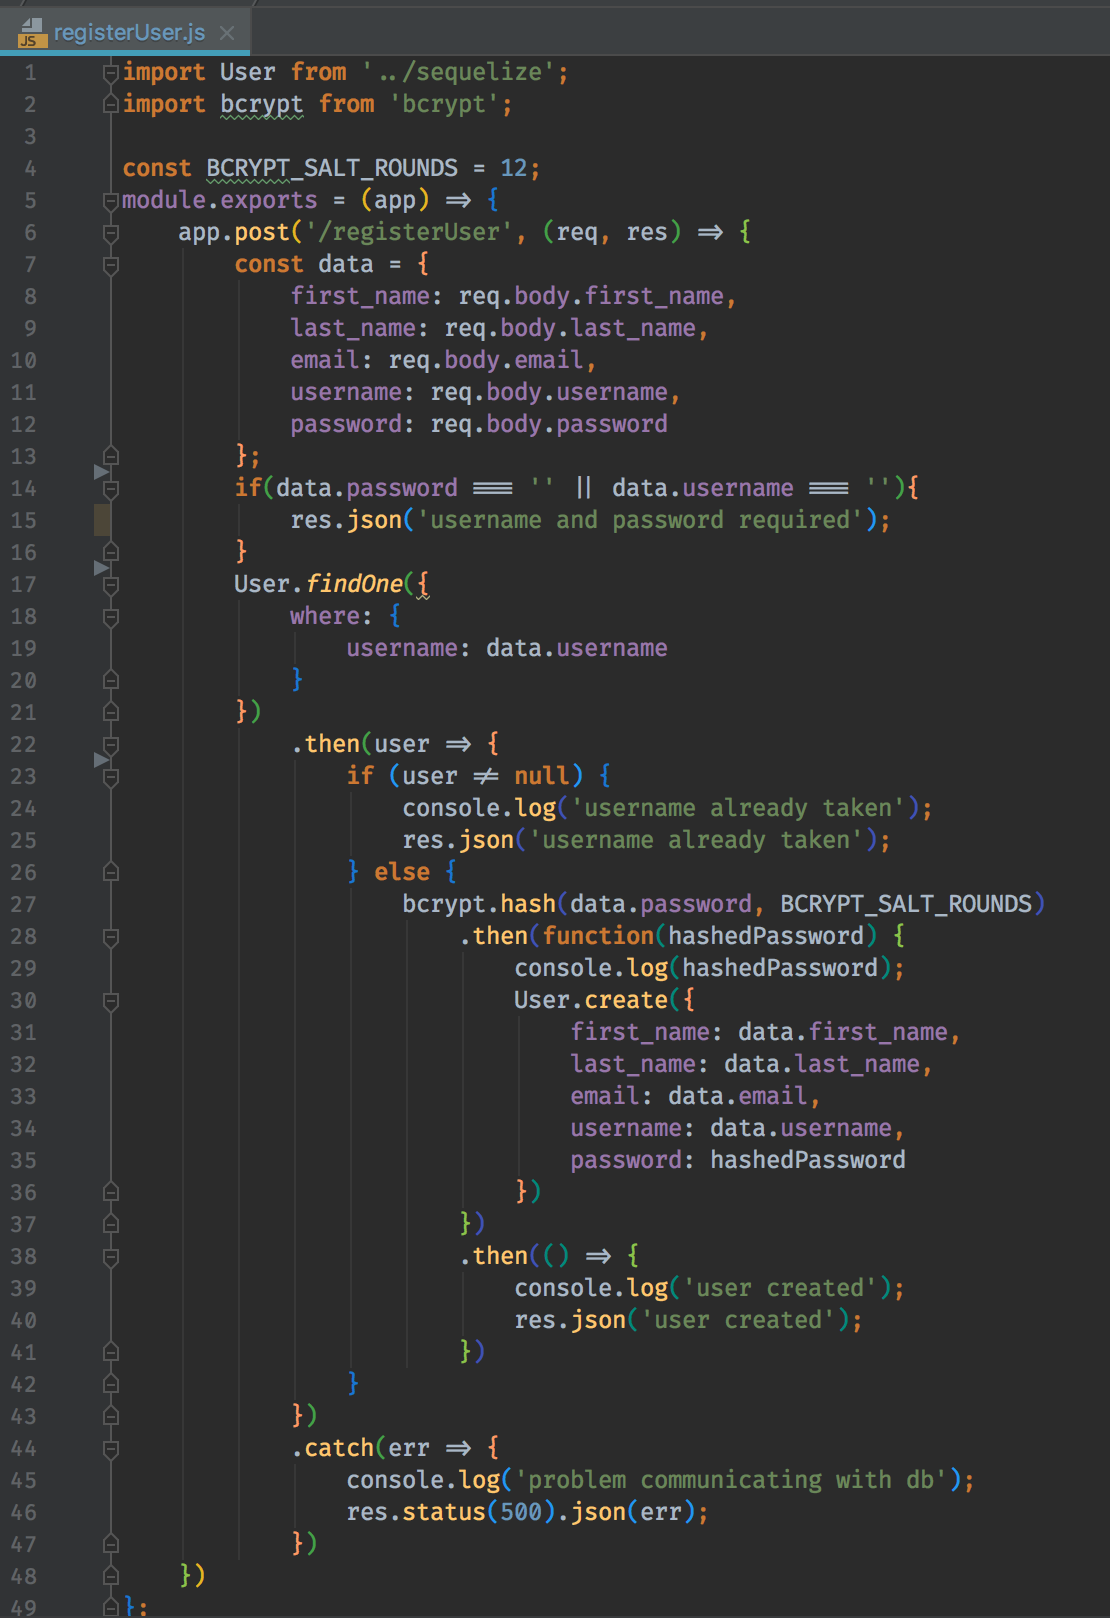 registerUser.js
JS
1 import User from '../sequelize';
2 import bcrypt from 'bcrypt';
3
4 const BCRYPT_SALT_ROUNDS = 12;
5 module.exports = (app) => {
6     app.post('/registerUser', (req, res) => {
7         const data = {
8             first_name: req.body.first_name,
9             last_name: req.body.last_name,
10             email: req.body.email,
11             username: req.body.username,
12             password: req.body.password
13         };
14         if(data.password === '' || data.username === ''){
15             res.json('username and password required');
16         }
17         User.findOne({
18             where: {
19                 username: data.username
20             }
21         })
22             .then(user => {
23                 if (user != null) {
24                     console.log('username already taken');
25                     res.json('username already taken');
26                 } else {
27                     bcrypt.hash(data.password, BCRYPT_SALT_ROUNDS)
28                         .then(function(hashedPassword) {
29                             console.log(hashedPassword);
30                             User.create({
31                                 first_name: data.first_name,
32                                 last_name: data.last_name,
33                                 email: data.email,
34                                 username: data.username,
35                                 password: hashedPassword
36                             })
37                         })
38                         .then(() => {
39                             console.log('user created');
40                             res.json('user created');
41                         })
42                 }
43             })
44             .catch(err => {
45                 console.log('problem communicating with db');
46                 res.status(500).json(err);
47             })
48     })
49 };